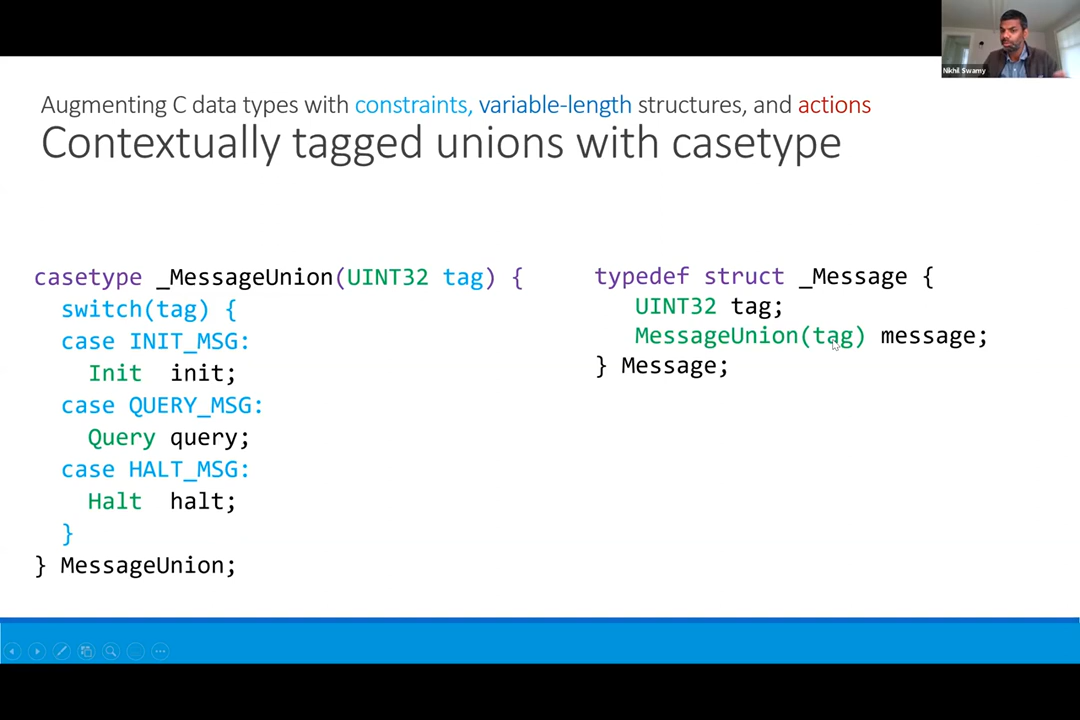 Nikhil Swamy
Augmenting C data types with constraints, variable-length structures, and actions
Contextually tagged unions with casetype
casetype _MessageUnion(UINT32 tag) {
switch(tag) {
case INIT_MSG:
Init init;
case QUERY_MSG:
Query query;
case HALT_MSG:
Halt halt;
}
} MessageUnion;
typedef struct _Message {
UINT32 tag;
MessageUnion(tag) message;
} Message;